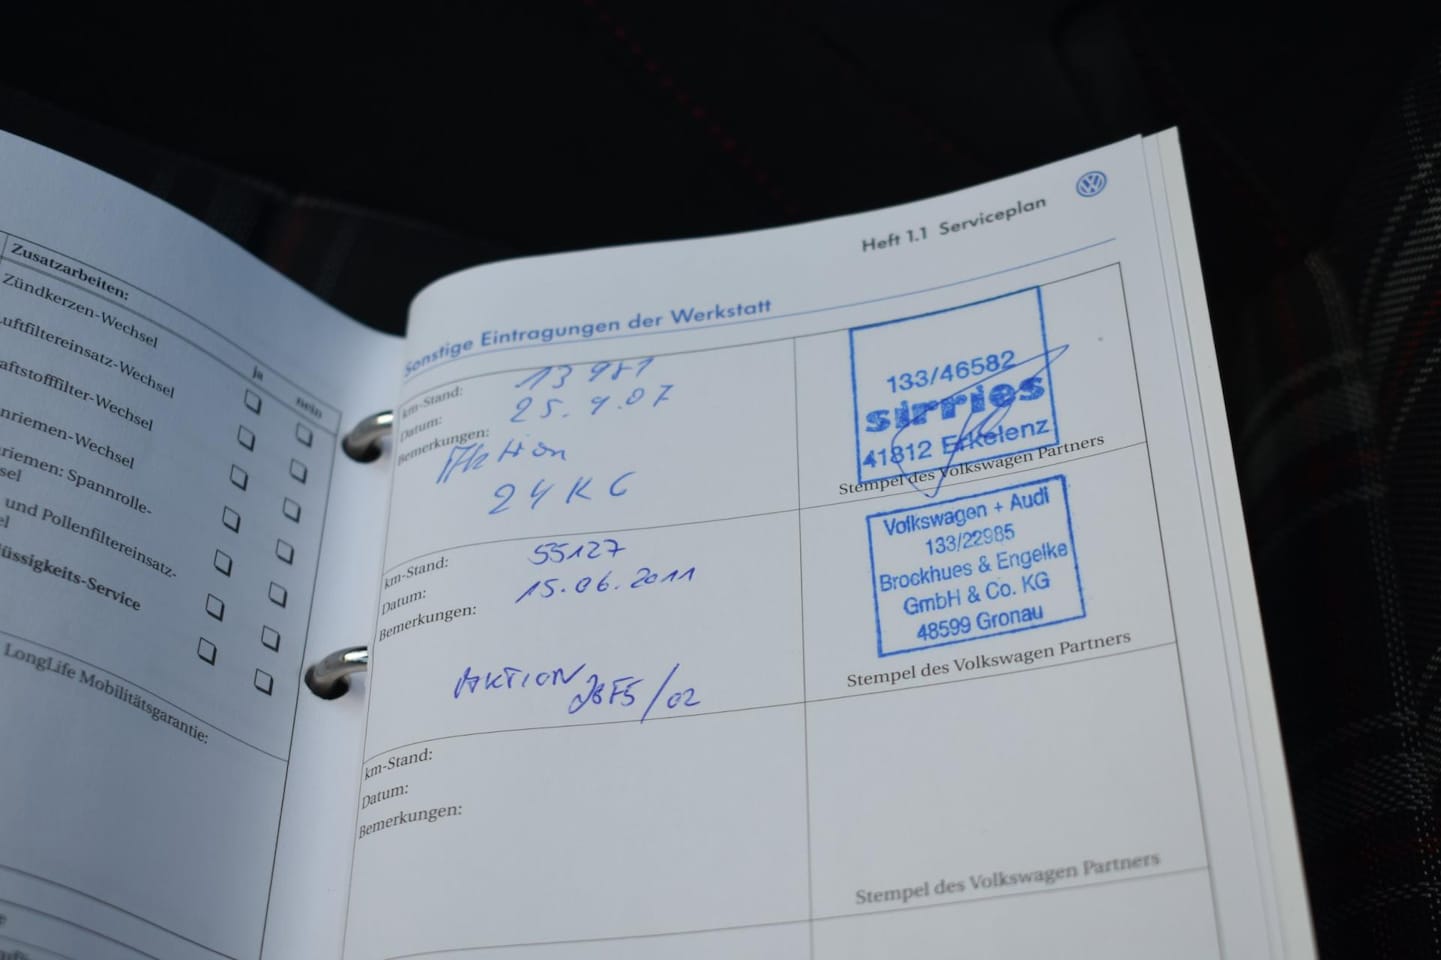 Zusatzarbeiten:
ja
nein
Zündkerzen-Wechsel
uftfiltereinsatz-Wechsel
aftstofffilter-Wechsel
nriemen-Wechsel
riemen: Spannrolle-
sel
und Pollenfiltereinsatz-
el
üssigkeits-Service
LongLife Mobilitätsgarantie:
Heft 1.1 Serviceplan
Sonstige Eintragungen der Werkstatt
km-Stand: 13 981
Datum: 25.9.07
Bemerkungen:
Aktion
24K6
133/46582
sirries
41812 Erkelenz
Stempel des Volkswagen Partners
km-Stand: 55127
Datum: 15.06.2011
Bemerkungen:
AKTION
/02
Volkswagen + Audi
133/22985
Brockhues & Engelke
GmbH & Co. KG
48599 Gronau
Stempel des Volkswagen Partners
km-Stand:
Datum:
Bemerkungen:
Stempel des Volkswagen Partners